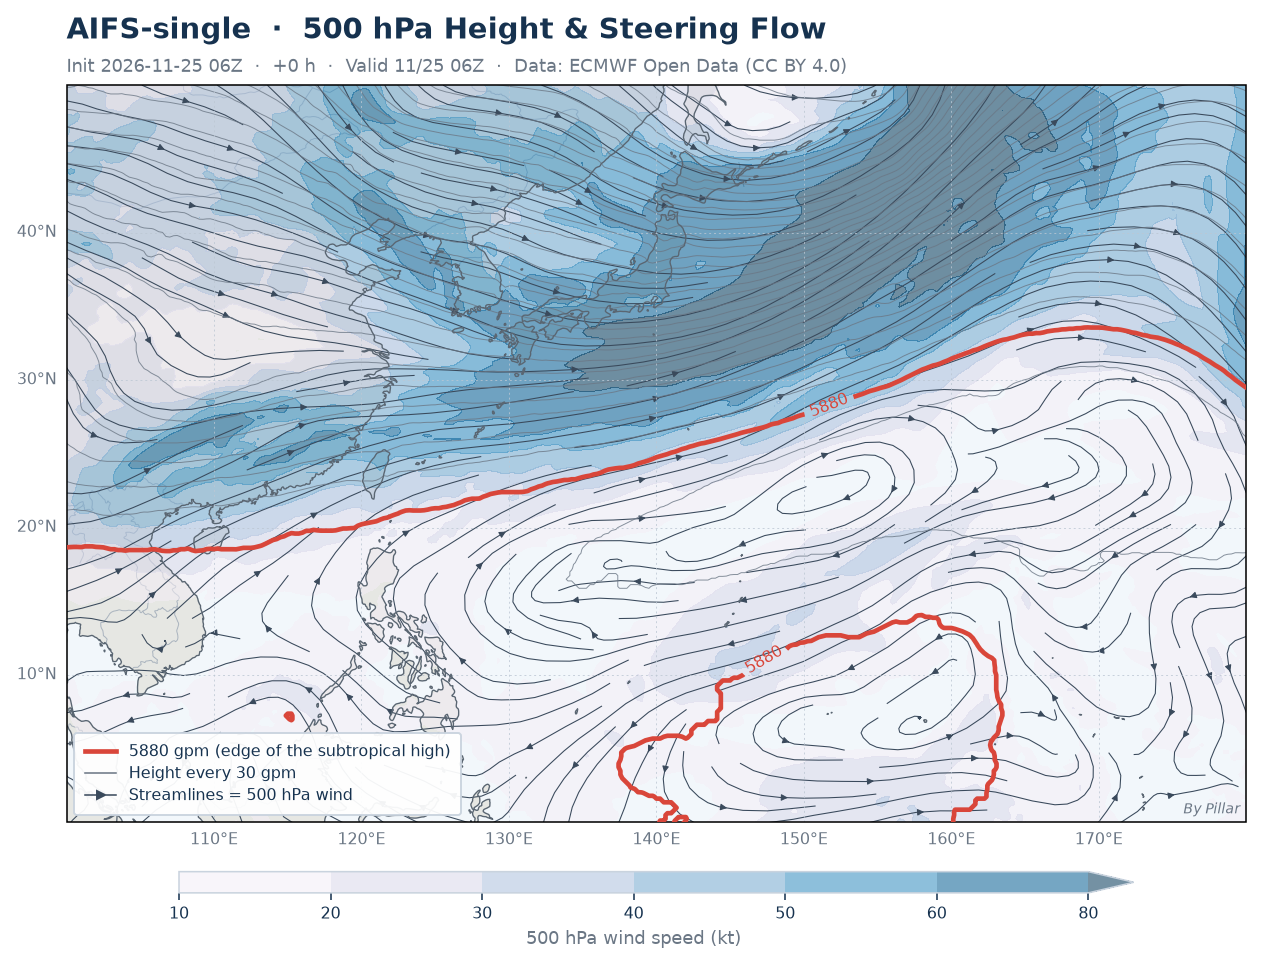 AIFS-single · 500 hPa Height & Steering Flow
Init 2026-11-25 06Z · +0 h · Valid 11/25 06Z · Data: ECMWF Open Data (CC BY 4.0)
40°N
30°N
5880
20°N
5880
10°N
5880 gpm (edge of the subtropical high)
Height every 30 gpm
Streamlines = 500 hPa wind
By Pillar
110°E 120°E 130°E 140°E 150°E 160°E 170°E
10 20 30 40 50 60 80
500 hPa wind speed (kt)